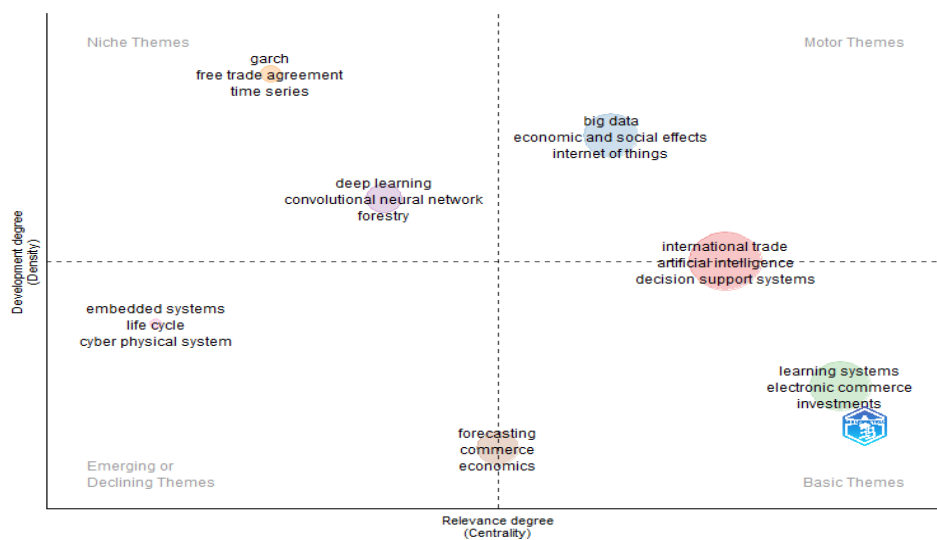 Niche Themes
Motor Themes
garch
free trade agreement
time series
big data
economic and social effects
internet of things
deep learning
convolutional neural network
forestry
international trade
artificial intelligence
decision support systems
embedded systems
life cycle
cyber physical system
learning systems
electronic commerce
investments
forecasting
commerce
economics
Emerging or
Declining Themes
Basic Themes
Development degree
(Density)
Relevance degree
(Centrality)